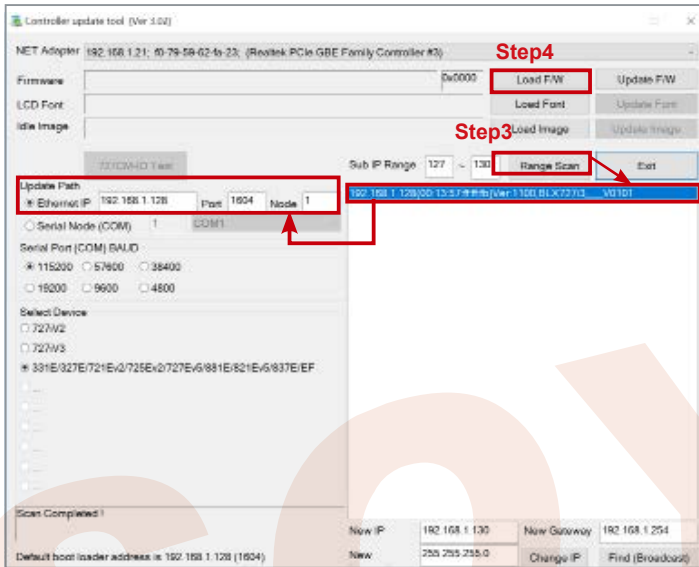 Controller update tool (Ver 3.02)
NET Adapter 192.168.1.21; f0-79-59-62-fa-23; (Realtek PCIe GBE Family Controller #3)
Step4
Firmware 0x0000 Load F/W Update F/W
LCD Font Load Font Update Font
Idle Image Load Image Update Image
Step3
Sub IP Range 127 ~ 130 Range Scan Exit
Update Path
Ethernet IP 192.168.1.128 Port 1604 Node 1
Serial Node (COM) 1 COM1
Serial Port (COM) BAUD
115200 57600 38400
19200 9600 4800
Select Device
727iV2
727iV3
331E/327E/721Ev2/725Ev2/727Ev5/881E/821Ev5/837E/EF
...
...
...
...
...
...
Scan Completed !
New IP 192.168.1.130 New Gateway 192.168.1.254
Default boot loader address is 192.168.1.128 (1604)
New 255.255.255.0 Change IP Find (Broadcast)